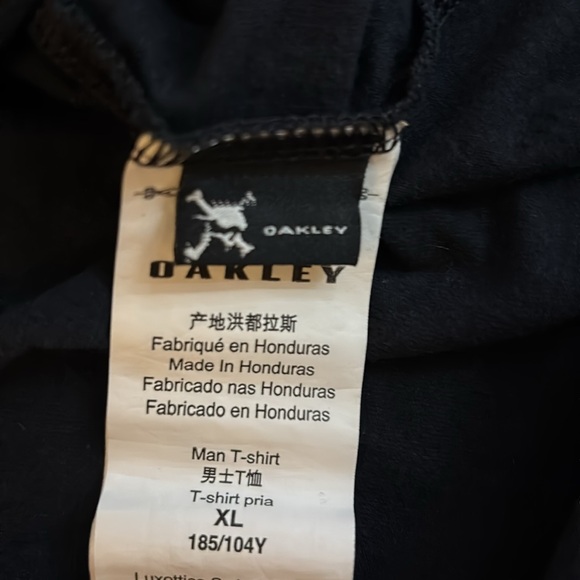 OAKLEY
OAKLEY
产地洪都拉斯
Fabriqué en Honduras
Made In Honduras
Fabricado nas Honduras
Fabricado en Honduras
Man T-shirt
男士T恤
T-shirt pria
XL
185/104Y